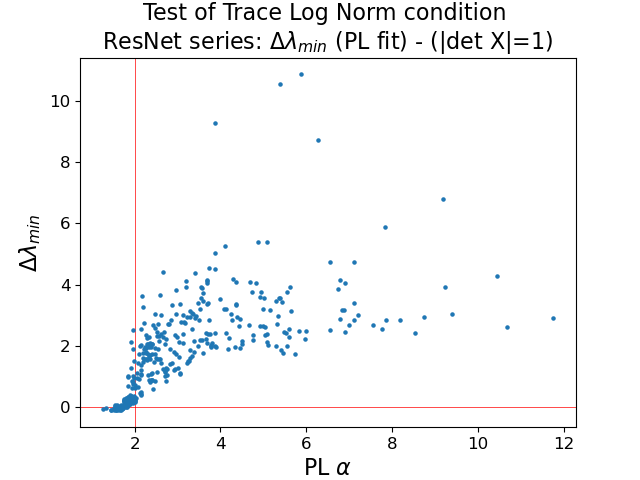 Test of Trace Log Norm condition
ResNet series: Δλmin (PL fit) - (|det X|=1)
10
8
6
4
2
0
Δλmin
2 4 6 8 10 12
PL α